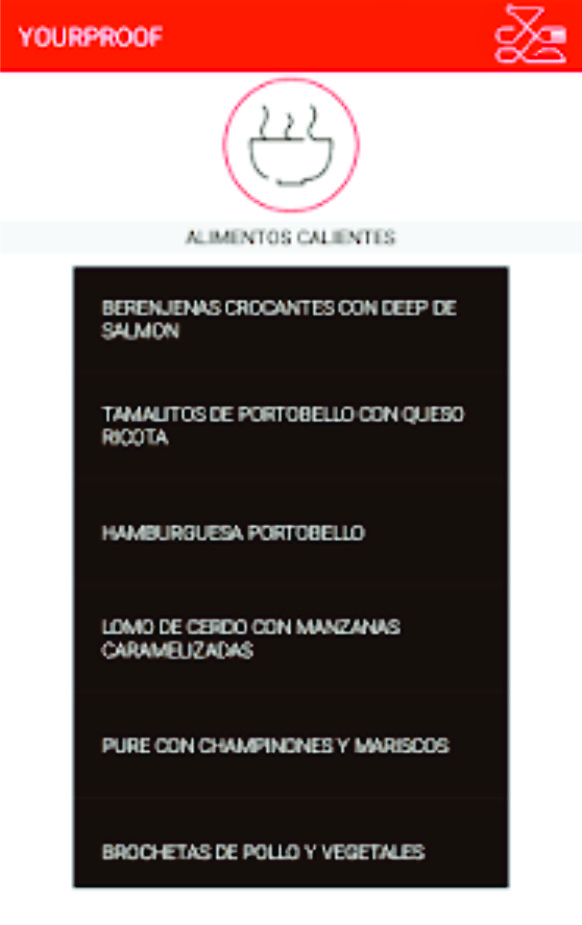 YOURPROOF
ALIMENTOS CALIENTES
BERENJENAS CROCANTES CON DEEP DE
SALMON
TAMALITOS DE PORTOBELLO CON QUESO
RICOTA
HAMBURGUESA PORTOBELLO
LOMO DE CERDO CON MANZANAS
CARAMELIZADAS
PURE CON CHAMPINONES Y MARISCOS
BROCHETAS DE POLLO Y VEGETALES